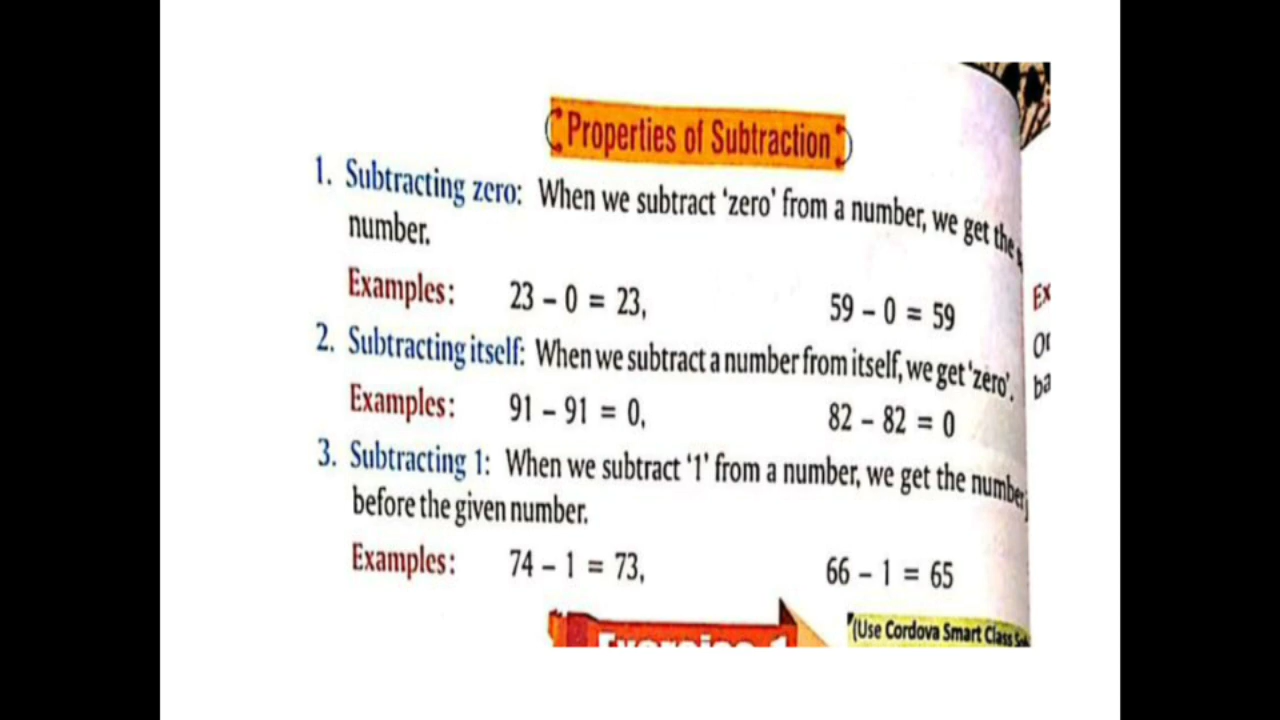 Properties of Subtraction
1. Subtracting zero: When we subtract 'zero' from a number, we get the
number.
Examples: 23 – 0 = 23, 59 – 0 = 59
2. Subtracting itself: When we subtract a number from itself, we get 'zero'.
Examples: 91 – 91 = 0, 82 – 82 = 0
3. Subtracting 1: When we subtract '1' from a number, we get the number
before the given number.
Examples: 74 – 1 = 73, 66 – 1 = 65
(Use Cordova Smart Class
Ex
Or
ba